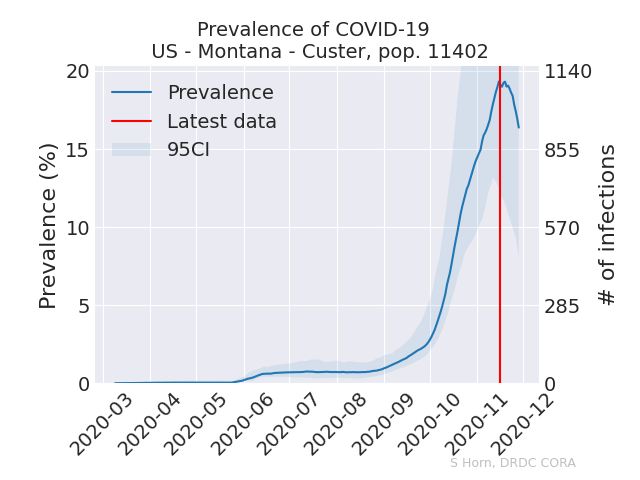 Prevalence of COVID-19
US - Montana - Custer, pop. 11402
Prevalence
Latest data
95CI
Prevalence (%)
20
15
10
5
0
# of infections
1140
855
570
285
0
2020-03
2020-04
2020-05
2020-06
2020-07
2020-08
2020-09
2020-10
2020-11
2020-12
S Horn, DRDC CORA